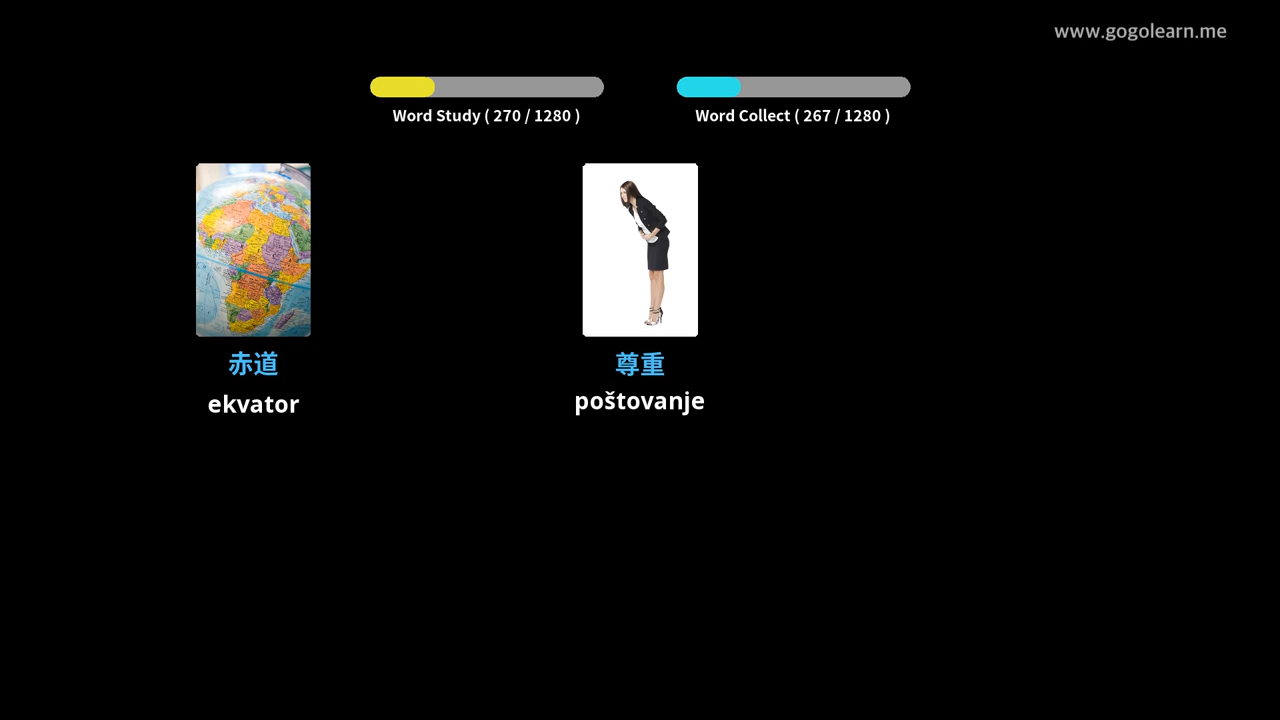 www.gogolearn.me
Word Study ( 270 / 1280 )
Word Collect ( 267 / 1280 )
赤道
ekvator
尊重
poštovanje